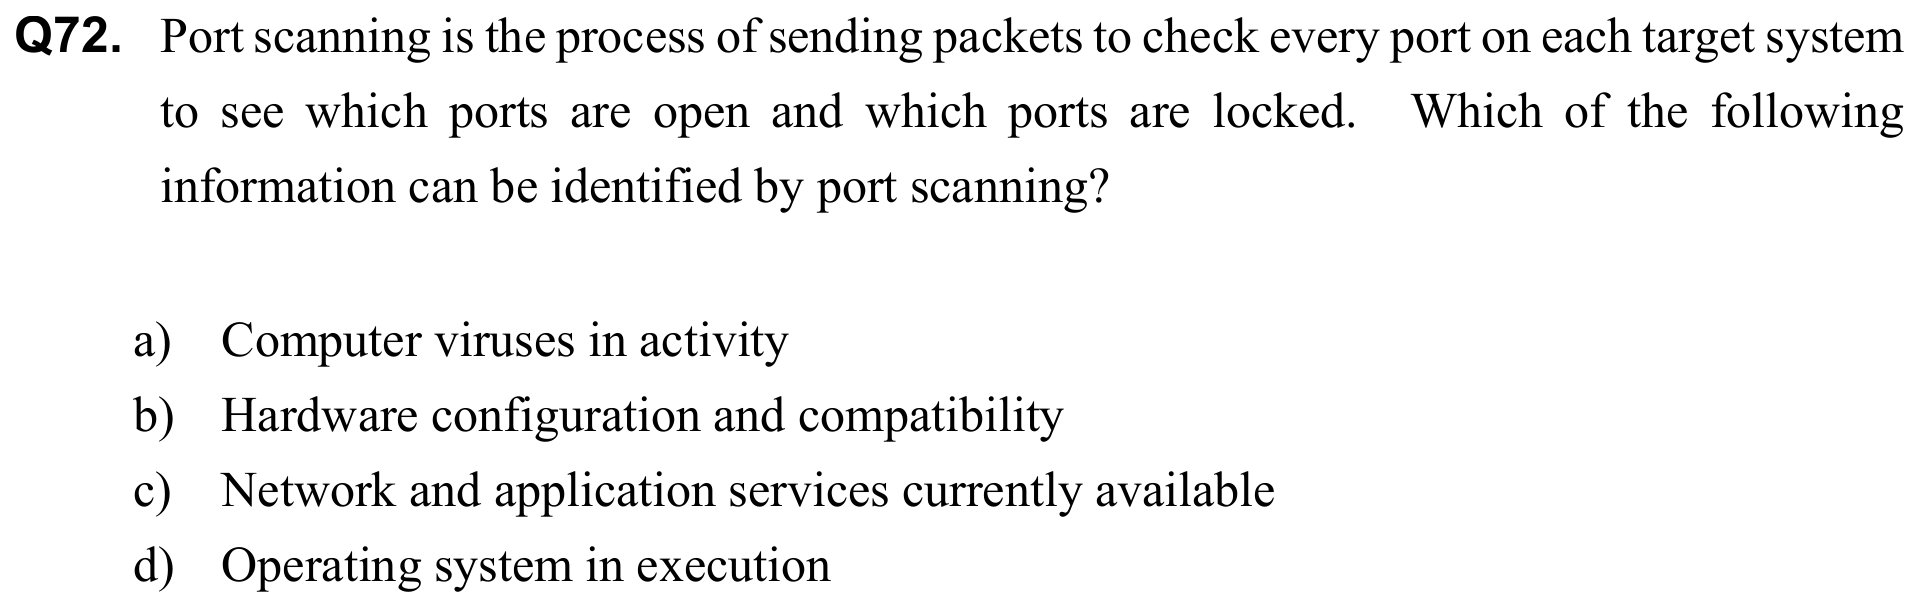 Q72. Port scanning is the process of sending packets to check every port on each target system
to see which ports are open and which ports are locked. Which of the following
information can be identified by port scanning?
a) Computer viruses in activity
b) Hardware configuration and compatibility
c) Network and application services currently available
d) Operating system in execution